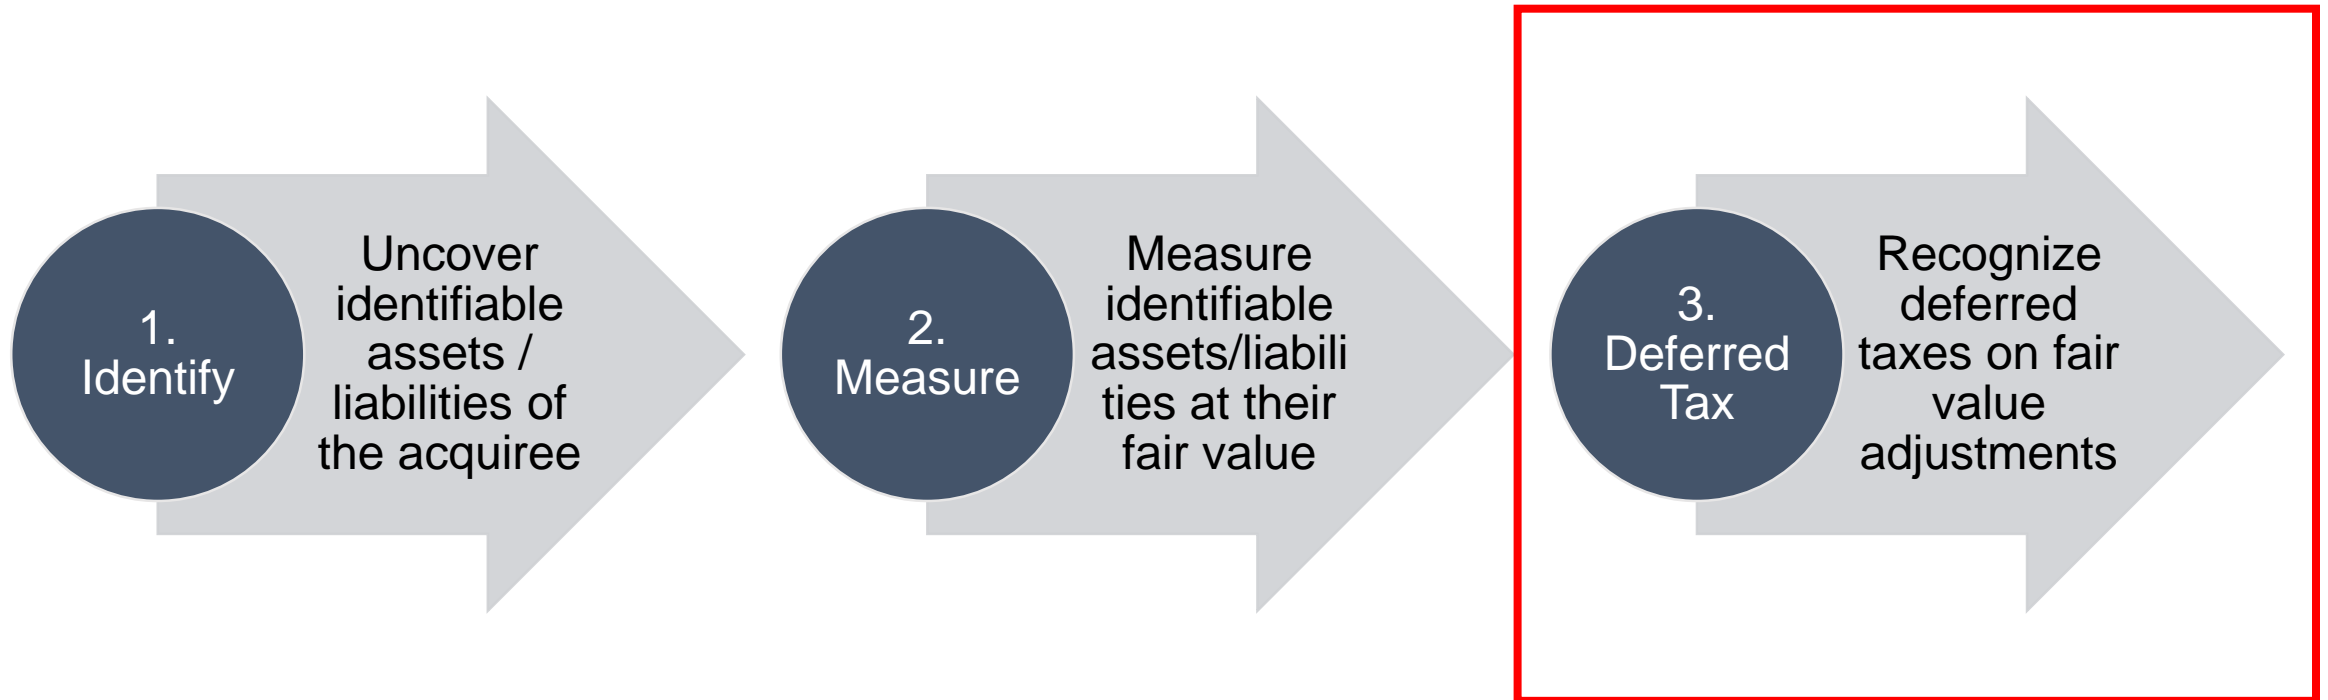 1.
Identify
Uncover
identifiable
assets /
liabilities of
the acquiree
2.
Measure
Measure
identifiable
assets/liabili
ties at their
fair value
3.
Deferred
Tax
Recognize
deferred
taxes on fair
value
adjustments